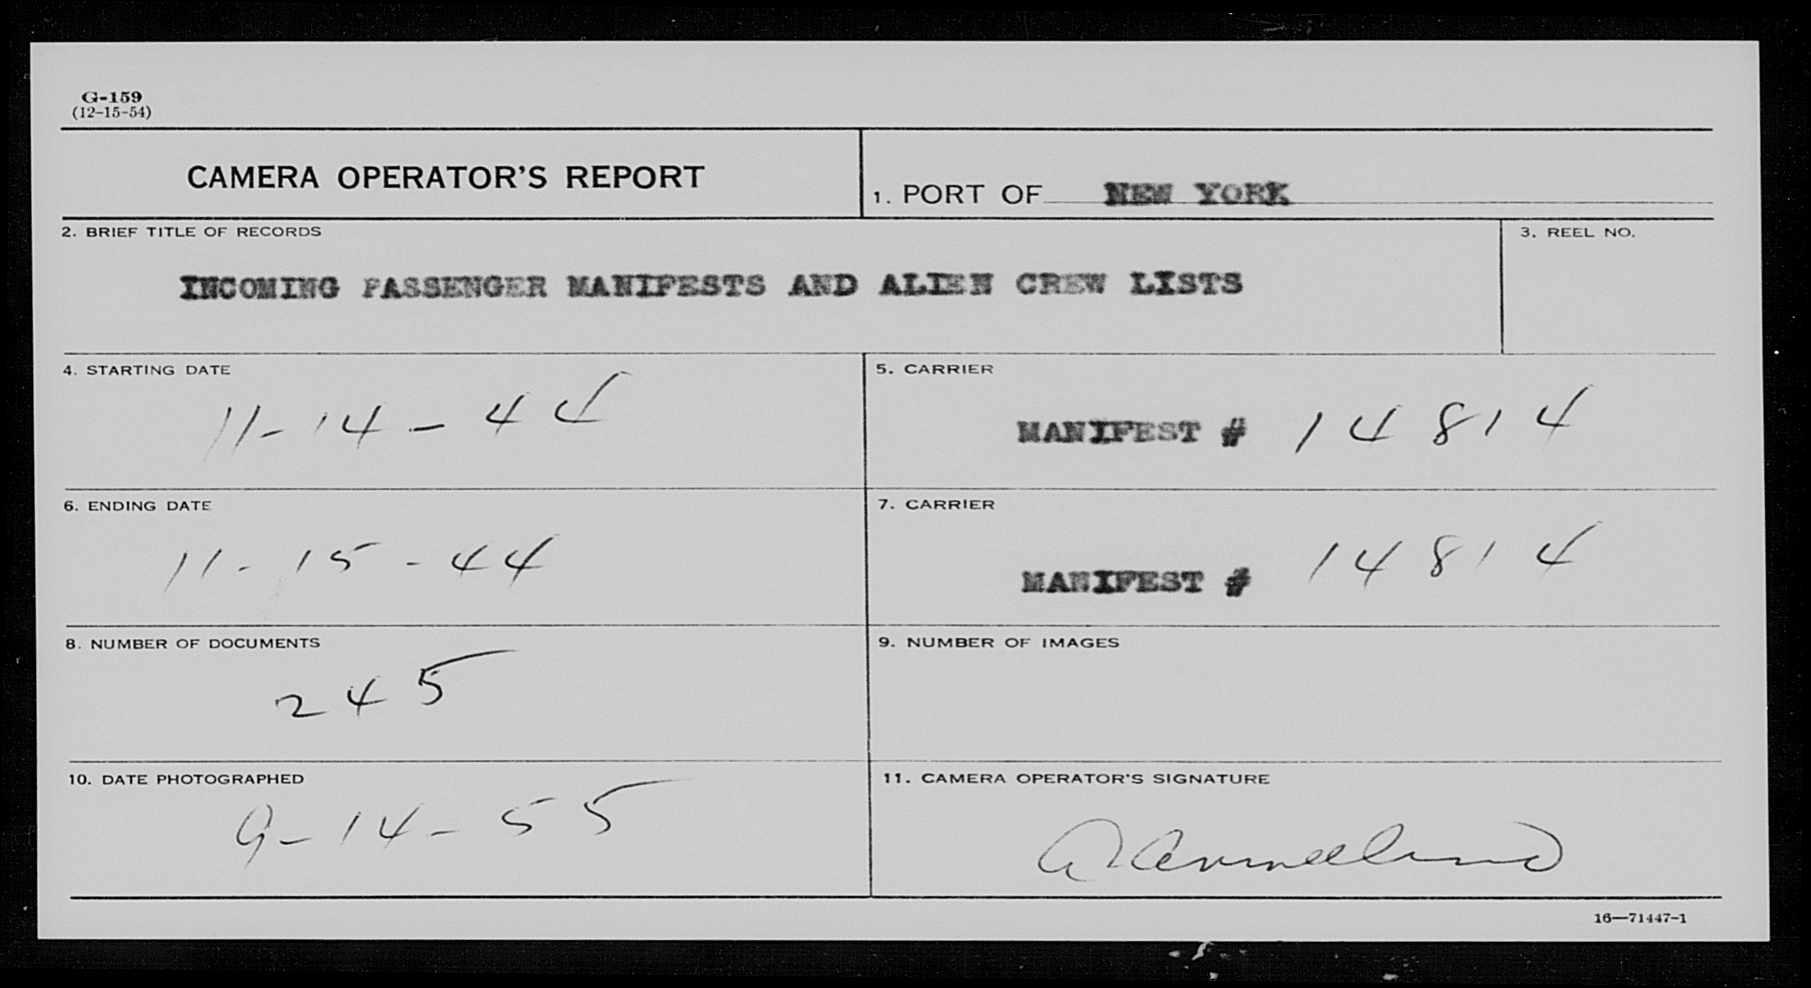 G-159
(12-15-54)
CAMERA OPERATOR'S REPORT
1. PORT OF NEW YORK
2. BRIEF TITLE OF RECORDS
INCOMING PASSENGER MANIFESTS AND ALIEN CREW LISTS
3. REEL NO.
4. STARTING DATE
11-14-44
5. CARRIER
MANIFEST # 14814
6. ENDING DATE
11-15-44
7. CARRIER
MANIFEST # 14814
8. NUMBER OF DOCUMENTS
245
9. NUMBER OF IMAGES
10. DATE PHOTOGRAPHED
9-14-55
11. CAMERA OPERATOR'S SIGNATURE
16—71447-1